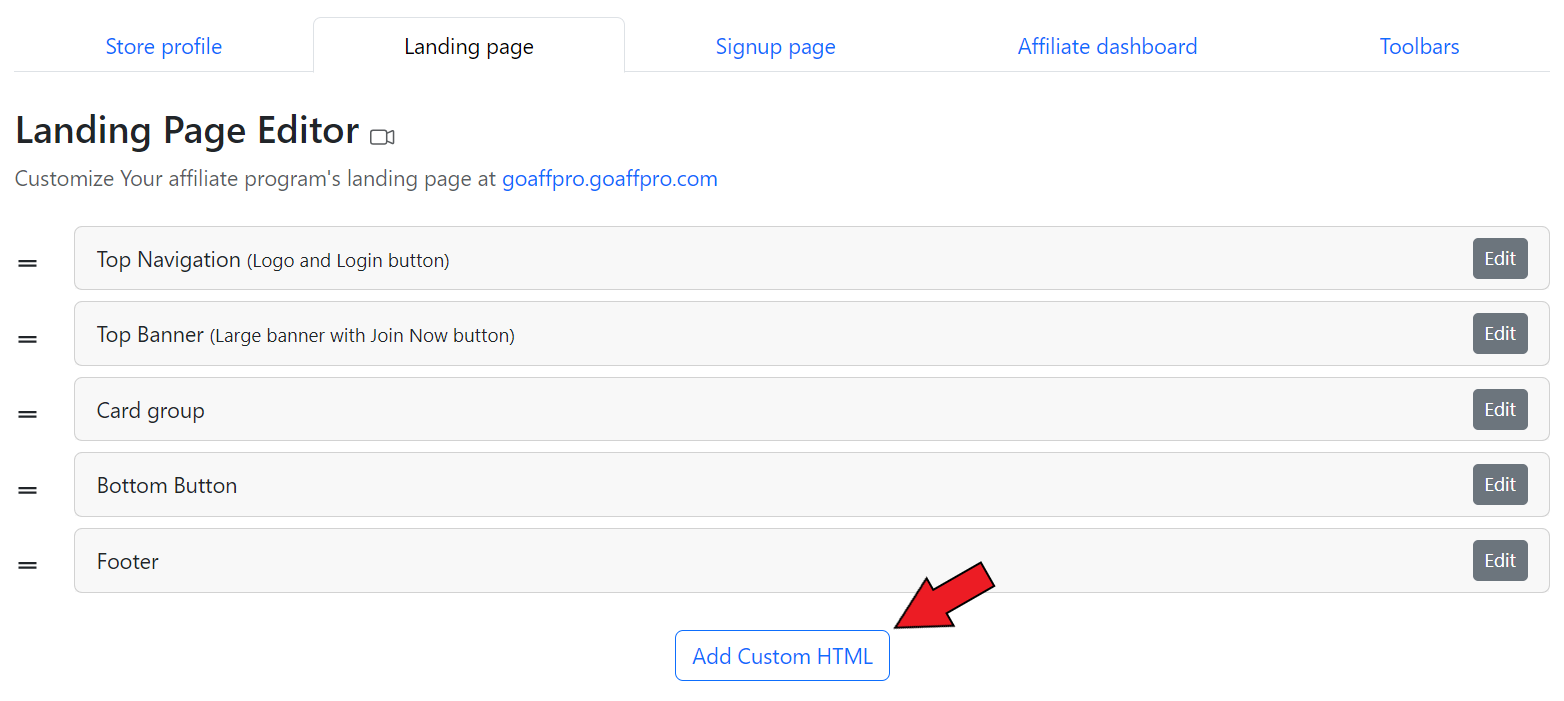 Store profile Landing page Signup page Affiliate dashboard Toolbars
Landing Page Editor
Customize Your affiliate program's landing page at goaffpro.goaffpro.com
Top Navigation (Logo and Login button) Edit
Top Banner (Large banner with Join Now button) Edit
Card group Edit
Bottom Button Edit
Footer Edit
Add Custom HTML